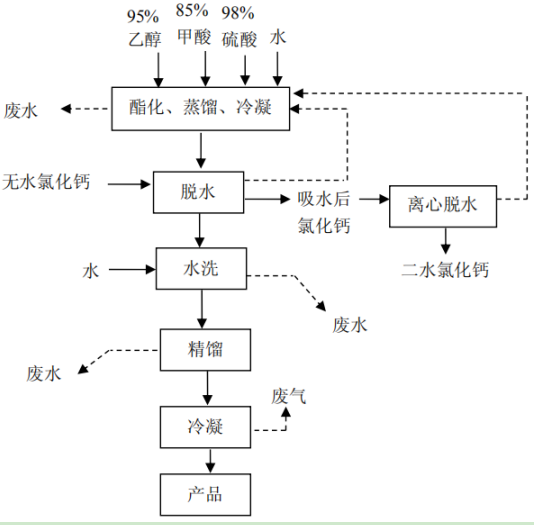 95%
乙醇
85%
甲酸
98%
硫酸
水
废水
酯化、蒸馏、冷凝
无水氯化钙
脱水
吸水后
氯化钙
离心脱水
二水氯化钙
水
水洗
废水
精馏
废水
废气
冷凝
产品